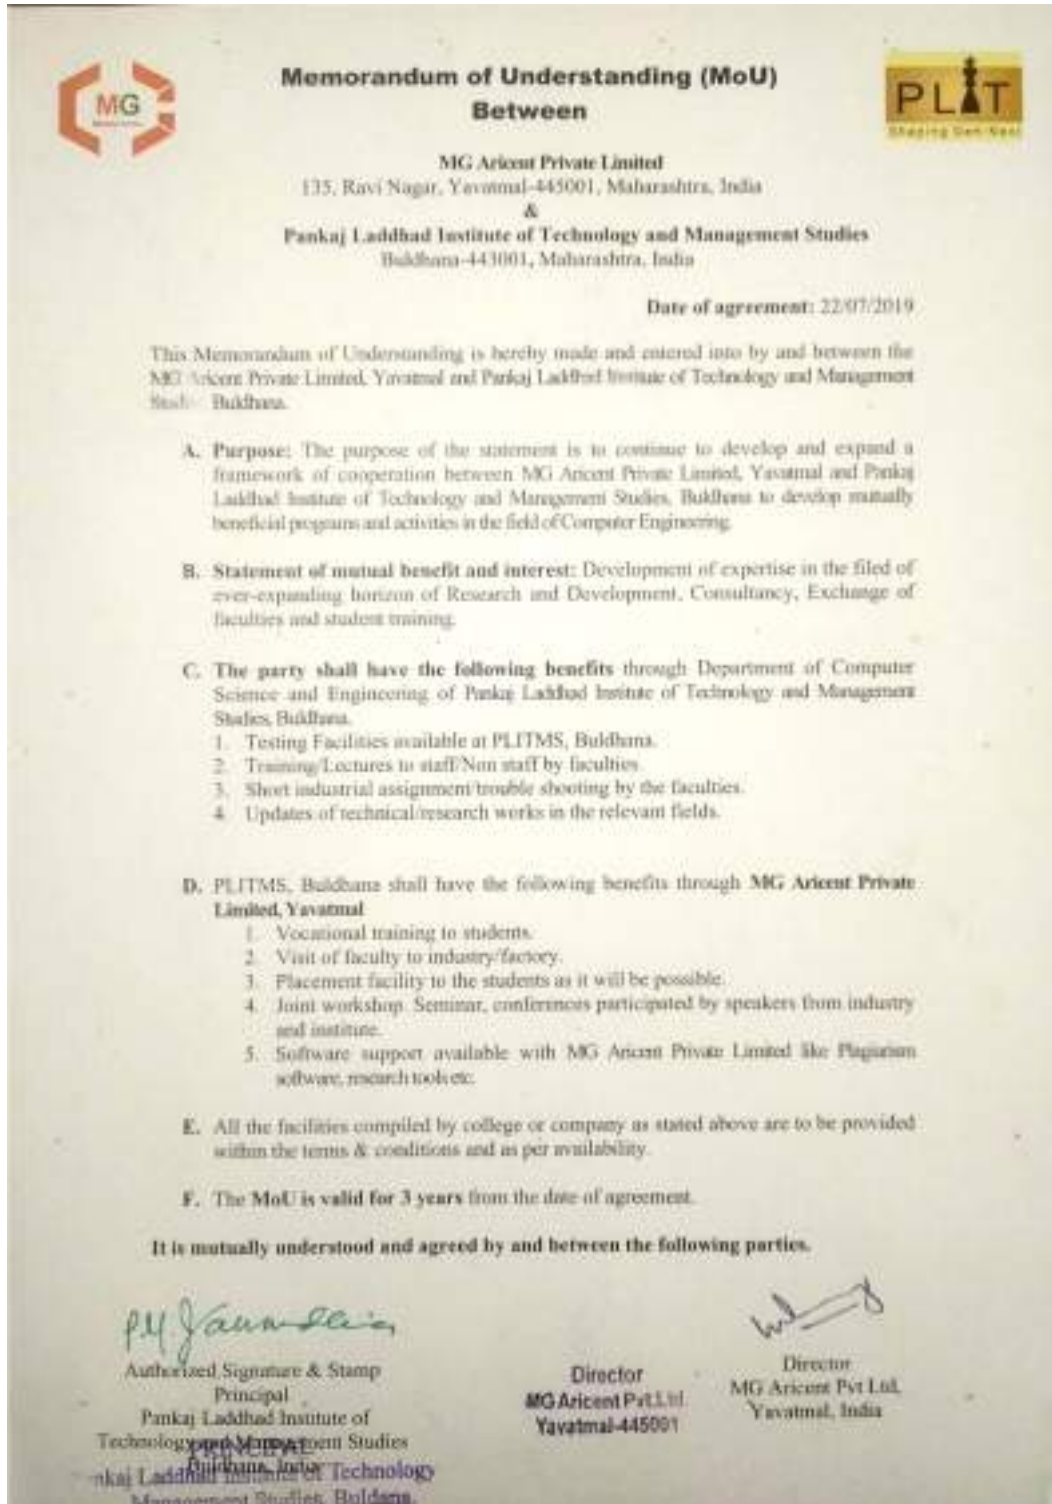 MG
Memorandum of Understanding (MoU)
Between
PLIT
Shaping Gen-Next
MG Aricent Private Limited
135, Ravi Nagar, Yavatmal-445001, Maharashtra, India
&
Pankaj Laddhad Institute of Technology and Management Studies
Buldhana-443001, Maharashtra, India
Date of agreement: 22/07/2019
This Memorandum of Understanding is hereby made and entered into by and between the
MG Aricent Private Limited, Yavatmal and Pankaj Laddhad Institute of Technology and Management
Buldhana.
A. Purpose: The purpose of the statement is to continue to develop and expand a
framework of cooperation between MG Aricent Private Limited, Yavatmal and Pankaj
Laddhad Institute of Technology and Management Studies, Buldhana to develop mutually
beneficial programs and activities in the field of Computer Engineering.
B. Statement of mutual benefit and interest: Development of expertise in the filed of
ever-expanding horizon of Research and Development, Consultancy, Exchange of
faculties and student training.
C. The party shall have the following benefits through Department of Computer
Science and Engineering of Pankaj Laddhad Institute of Technology and Management
Studies, Buldhana.
1. Testing Facilities available at PLITMS, Buldhana.
2. Training/Lectures to staff/Non staff by faculties.
3. Short industrial assignment/trouble shooting by the faculties.
4. Updates of technical/research works in the relevant fields.
D. PLITMS, Buldhana shall have the following benefits through MG Aricent Private
Limited, Yavatmal
1. Vocational training to students.
2. Visit of faculty to industry/factory.
3. Placement facility to the students as it will be possible.
4. Joint workshop. Seminar, conferences participated by speakers from industry
and institute.
5. Software support available with MG Aricent Private Limited like Plagiarism
software, research tools etc.
E. All the facilities compiled by college or company as stated above are to be provided
within the terms & conditions and as per availability.
F. The MoU is valid for 3 years from the date of agreement.
It is mutually understood and agreed by and between the following parties.
Authorized Signature & Stamp
Principal
Pankaj Laddhad Institute of
Technology and Management Studies
Buldhana, India
PRINCIPAL
nkaj Laddhad Institute of Technology
Management Studies, Buldana.
Director
MG Aricent Pvt.Ltd.
Yavatmal-445001
Director
MG Aricent Pvt Ltd,
Yavatmal, India